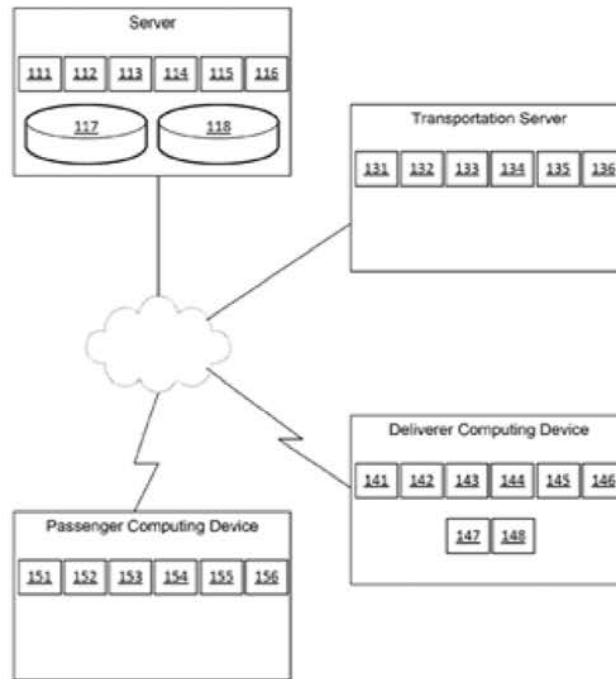 Server
111 112 113 114 115 116
117 118
Transportation Server
131 132 133 134 135 136
Deliverer Computing Device
141 142 143 144 145 146
147 148
Passenger Computing Device
151 152 153 154 155 156